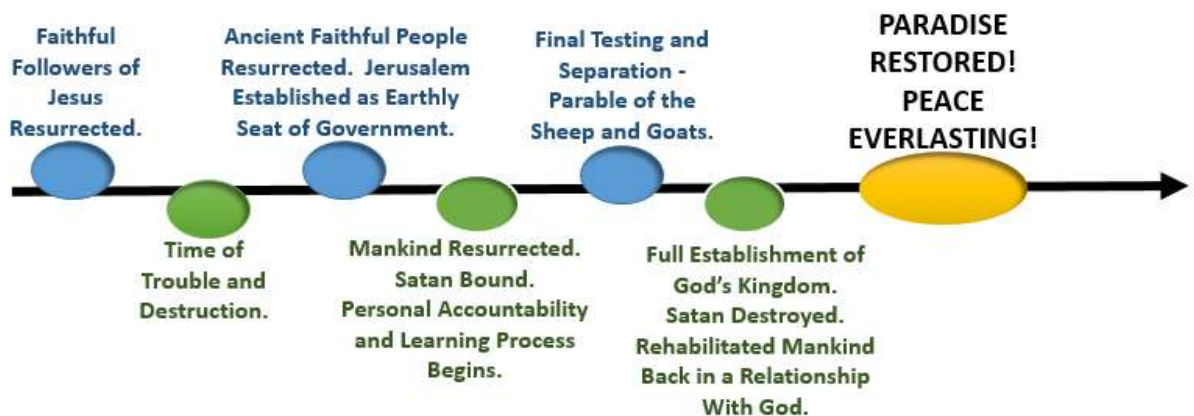 Faithful
Followers of
Jesus
Resurrected.
Time of
Trouble and
Destruction.
Ancient Faithful People
Resurrected. Jerusalem
Established as Earthly
Seat of Government.
Mankind Resurrected.
Satan Bound.
Personal Accountability
and Learning Process
Begins.
Final Testing and
Separation -
Parable of the
Sheep and Goats.
Full Establishment of
God's Kingdom.
Satan Destroyed.
Rehabilitated Mankind
Back in a Relationship
With God.
PARADISE
RESTORED!
PEACE
EVERLASTING!